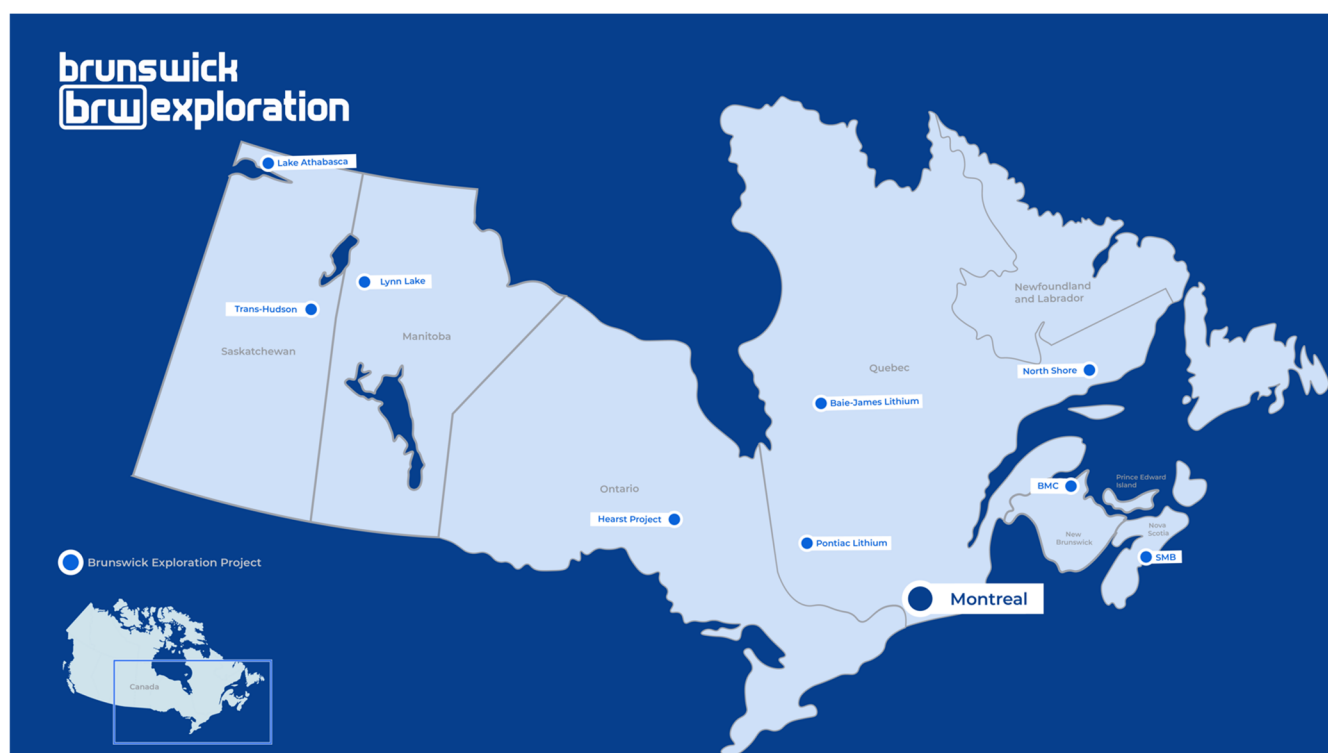 brunswick
brw exploration
Lake Athabasca
Lynn Lake
Trans-Hudson
Manitoba
Saskatchewan
Newfoundland
and Labrador
Quebec
North Shore
Baie-James Lithium
Ontario
Hearst Project
BMC
Prince Edward
Island
New
Brunswick
Nova
Scotia
Pontiac Lithium
SMB
Montreal
Brunswick Exploration Project
Canada